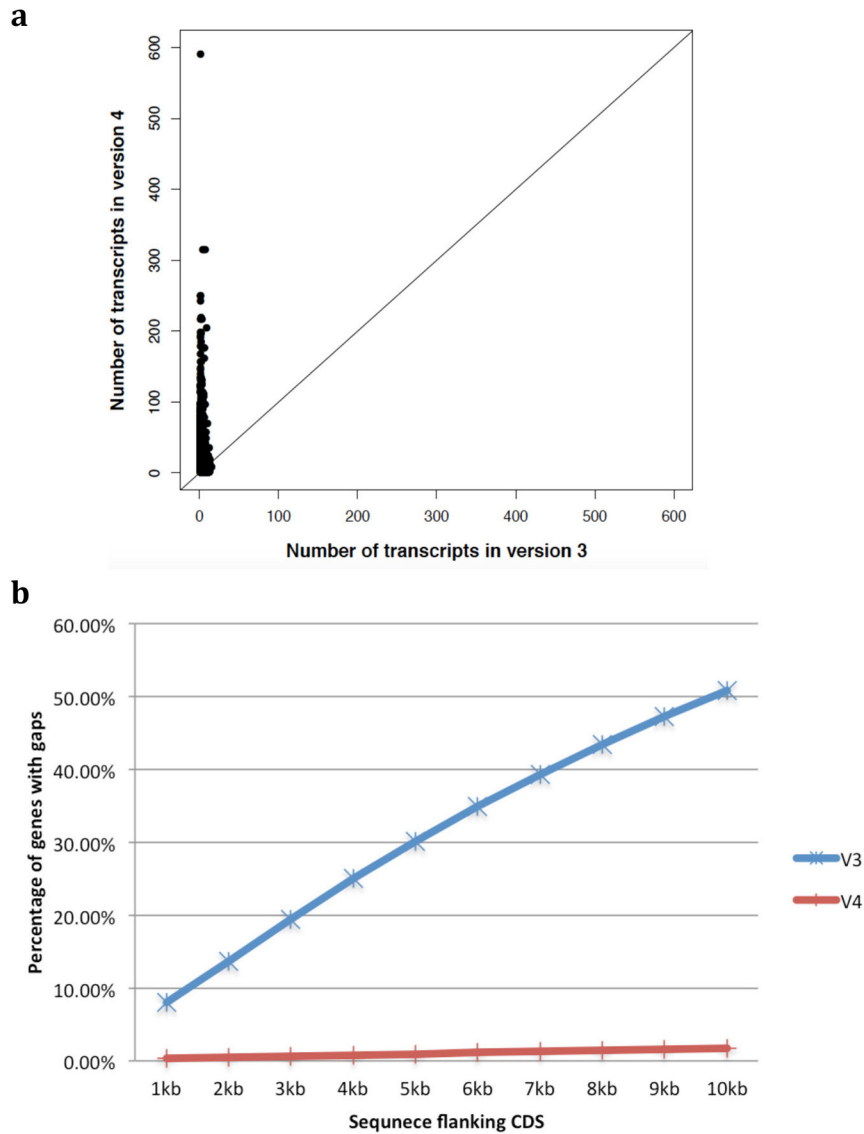 a
600
500
400
300
200
100
0
Number of transcripts in version 4
0 100 200 300 400 500 600
Number of transcripts in version 3
b
60.00%
50.00%
40.00%
30.00%
20.00%
10.00%
0.00%
Percentage of genes with gaps
V3
V4
1kb 2kb 3kb 4kb 5kb 6kb 7kb 8kb 9kb 10kb
Sequnece flanking CDS